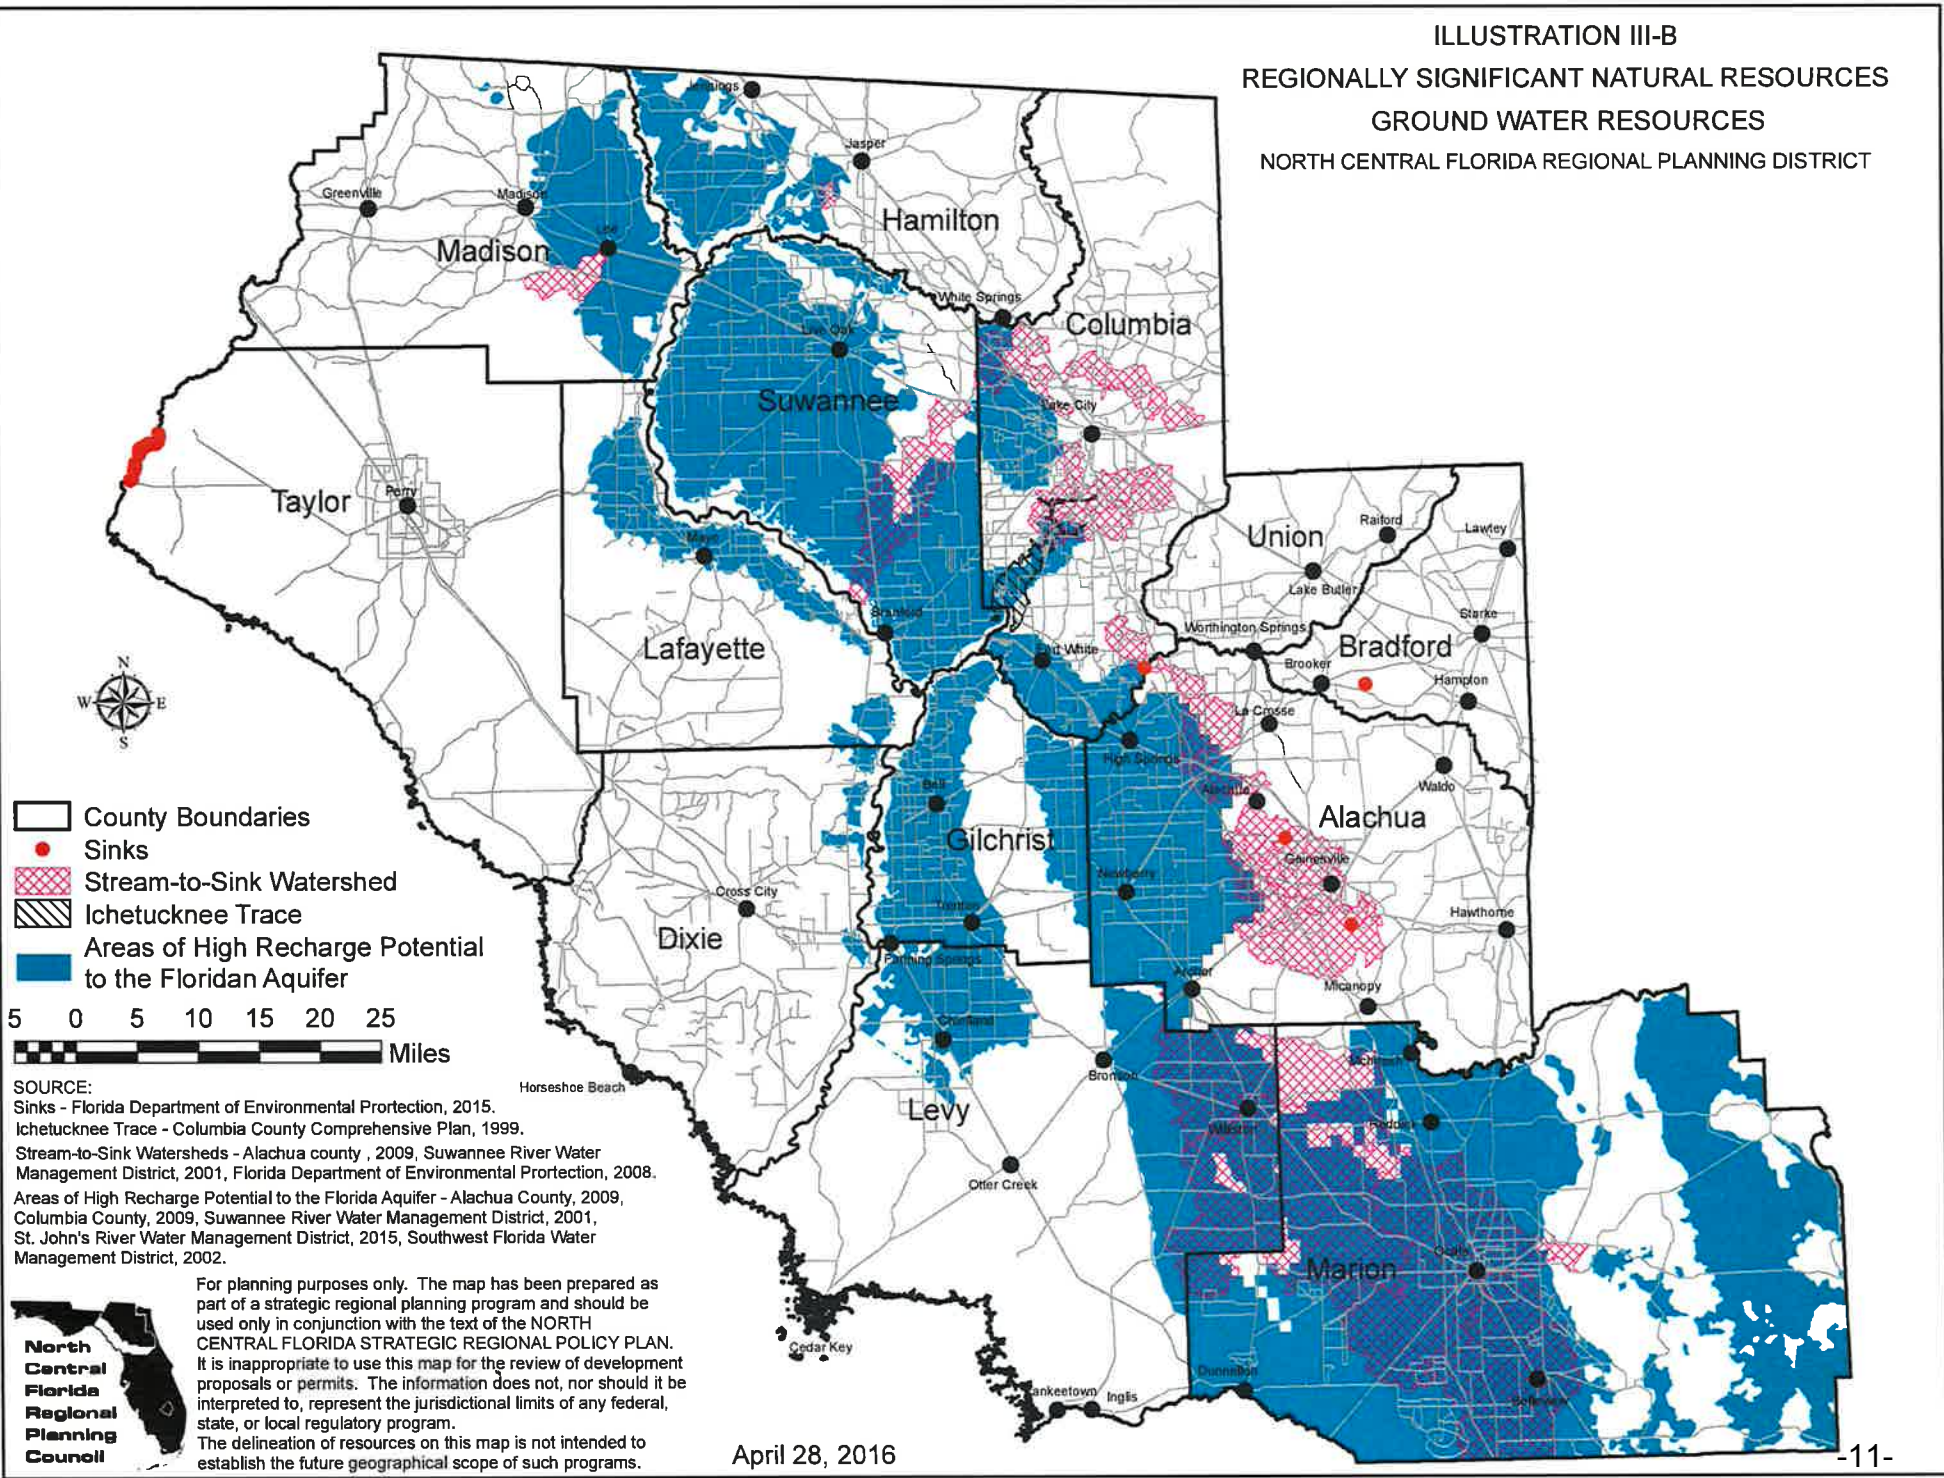 ILLUSTRATION III-B
REGIONALLY SIGNIFICANT NATURAL RESOURCES
GROUND WATER RESOURCES
NORTH CENTRAL FLORIDA REGIONAL PLANNING DISTRICT
Jennings
Jasper
Greenville
Madison
Lee
Hamilton
Madison
White Springs
Columbia
Live Oak
Suwannee
Lake City
Taylor
Perry
Mayo
Union
Raiford
Lawtey
Lake Butler
Branford
Starke
Worthington Springs
Lafayette
Fort White
Bradford
Brooker
Hampton
La Crosse
High Springs
Waldo
Bell
Alachua
Alachua
Gilchrist
Gainesville
Newberry
Cross City
Trenton
Hawthorne
Dixie
Fanning Springs
Archer
Micanopy
Chiefland
McIntosh
Bronson
Horseshoe Beach
Levy
Williston
Reddick
Otter Creek
Ocala
Marion
Cedar Key
Dunnellon
Yankeetown
Inglis
Belleview
N
W
E
S
County Boundaries
Sinks
Stream-to-Sink Watershed
Ichetucknee Trace
Areas of High Recharge Potential
to the Floridan Aquifer
5 0 5 10 15 20 25
Miles
SOURCE:
Sinks - Florida Department of Environmental Prortection, 2015.
Ichetucknee Trace - Columbia County Comprehensive Plan, 1999.
Stream-to-Sink Watersheds - Alachua county , 2009, Suwannee River Water
Management District, 2001, Florida Department of Environmental Prortection, 2008.
Areas of High Recharge Potential to the Florida Aquifer - Alachua County, 2009,
Columbia County, 2009, Suwannee River Water Management District, 2001,
St. John's River Water Management District, 2015, Southwest Florida Water
Management District, 2002.
For planning purposes only. The map has been prepared as
part of a strategic regional planning program and should be
used only in conjunction with the text of the NORTH
CENTRAL FLORIDA STRATEGIC REGIONAL POLICY PLAN.
It is inappropriate to use this map for the review of development
proposals or permits. The information does not, nor should it be
interpreted to, represent the jurisdictional limits of any federal,
state, or local regulatory program.
The delineation of resources on this map is not intended to
establish the future geographical scope of such programs.
North
Central
Florida
Regional
Planning
Council
April 28, 2016
-11-